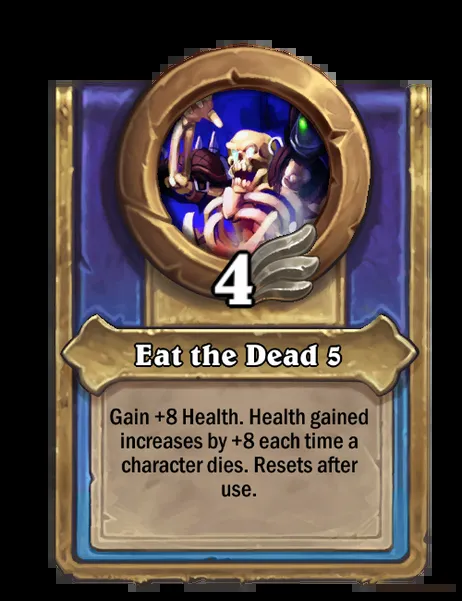 4
Eat the Dead 5
Gain +8 Health. Health gained
increases by +8 each time a
character dies. Resets after
use.